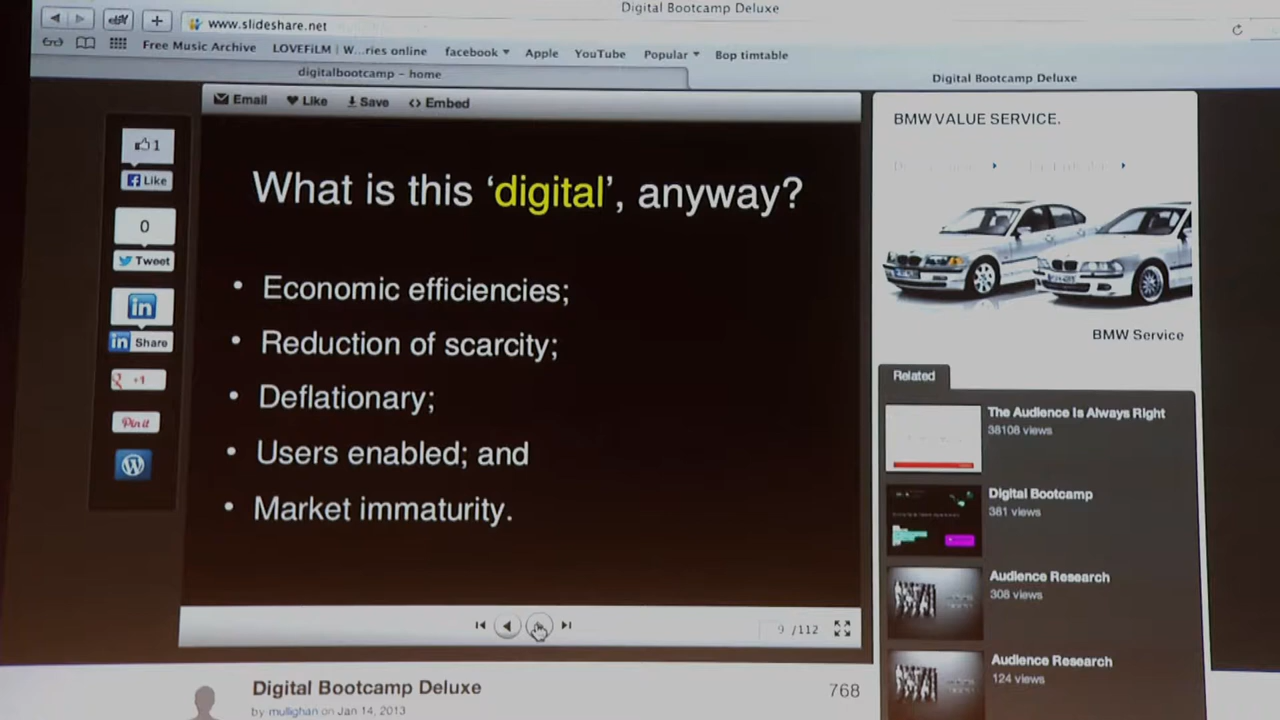 Digital Bootcamp Deluxe
www.slideshare.net
Free Music Archive LOVEFiLM | W...ries online facebook Apple YouTube Popular Bop timtable
digitalbootcamp – home
Digital Bootcamp Deluxe
Email Like Save Embed
1
Like
0
Tweet
in
in Share
+1
Pin it
What is this ‘digital’, anyway?
• Economic efficiencies;
• Reduction of scarcity;
• Deflationary;
• Users enabled; and
• Market immaturity.
9 /112
BMW VALUE SERVICE.
BMW Service
Related
The Audience Is Always Right
38108 views
Digital Bootcamp
381 views
Audience Research
308 views
Audience Research
124 views
Digital Bootcamp Deluxe
by mullighan on Jan 14, 2013
768